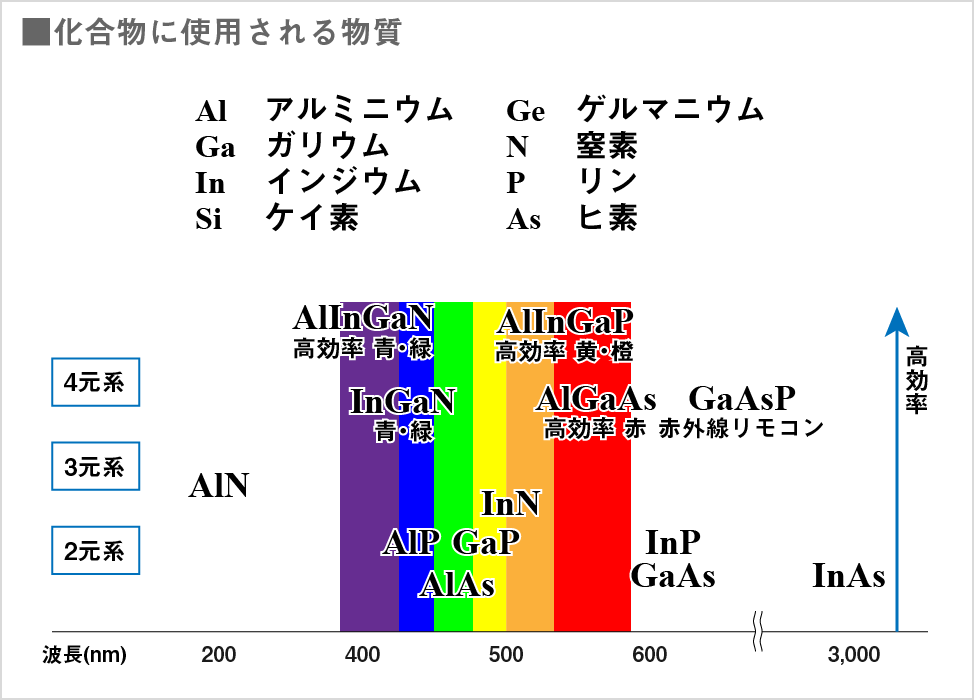 ■化合物に使用される物質
Al アルミニウム Ge ゲルマニウム
Ga ガリウム N 窒素
In インジウム P リン
Si ケイ素 As ヒ素
AlInGaN AlInGaP
高効率 青・緑 高効率 黄・橙
高効率
4元系
InGaN AlGaAs GaAsP
青・緑 高効率 赤 赤外線リモコン
3元系
AlN
InN
2元系
AlP GaP InP
AlAs GaAs InAs
波長(nm) 200 400 500 600 3,000